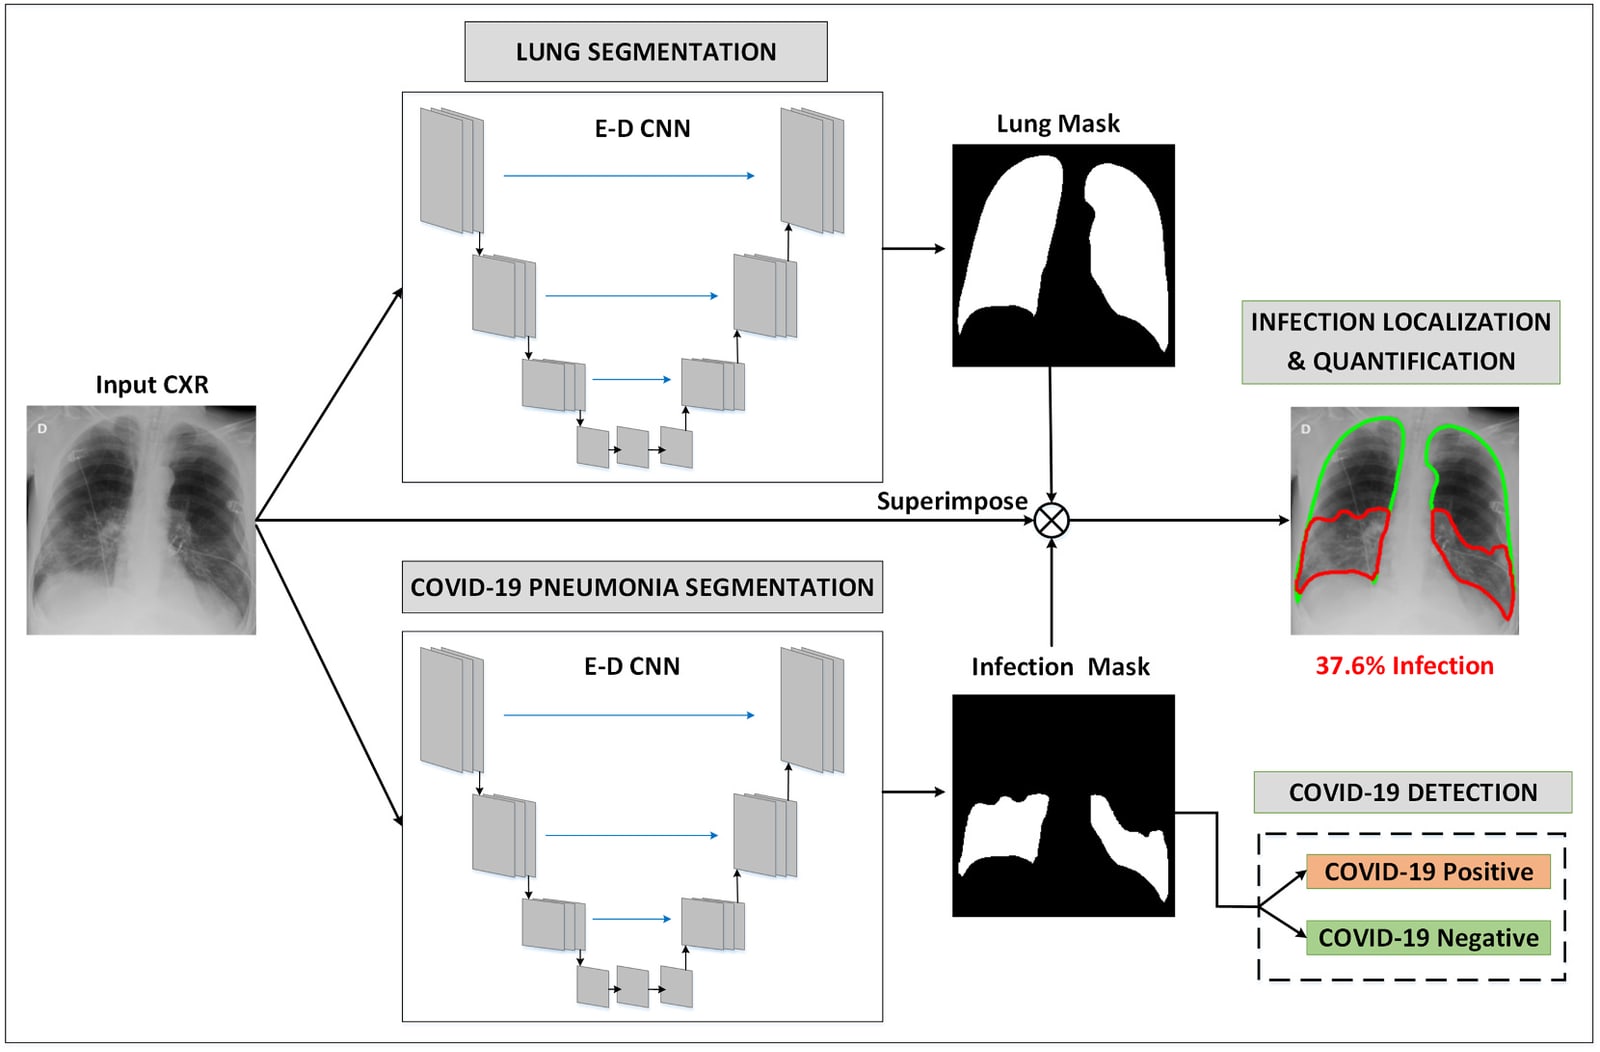 LUNG SEGMENTATION
E-D CNN
Lung Mask
INFECTION LOCALIZATION
& QUANTIFICATION
Input CXR
D
D
Superimpose
COVID-19 PNEUMONIA SEGMENTATION
E-D CNN
Infection Mask
37.6% Infection
COVID-19 DETECTION
COVID-19 Positive
COVID-19 Negative